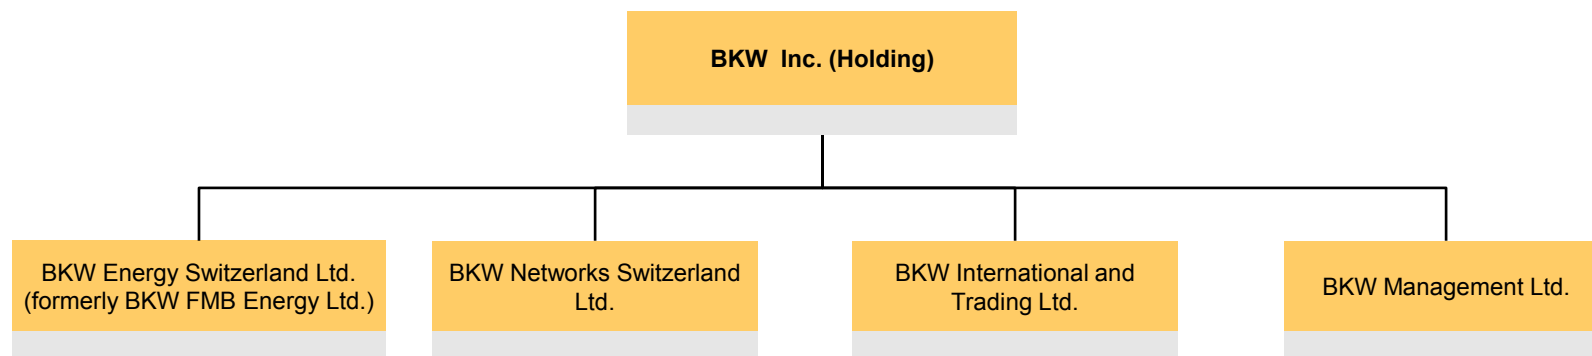 BKW  Inc. (Holding)
BKW Energy Switzerland Ltd.
(formerly BKW FMB Energy Ltd.)
BKW Networks Switzerland
Ltd.
BKW International and
Trading Ltd.
BKW Management Ltd.